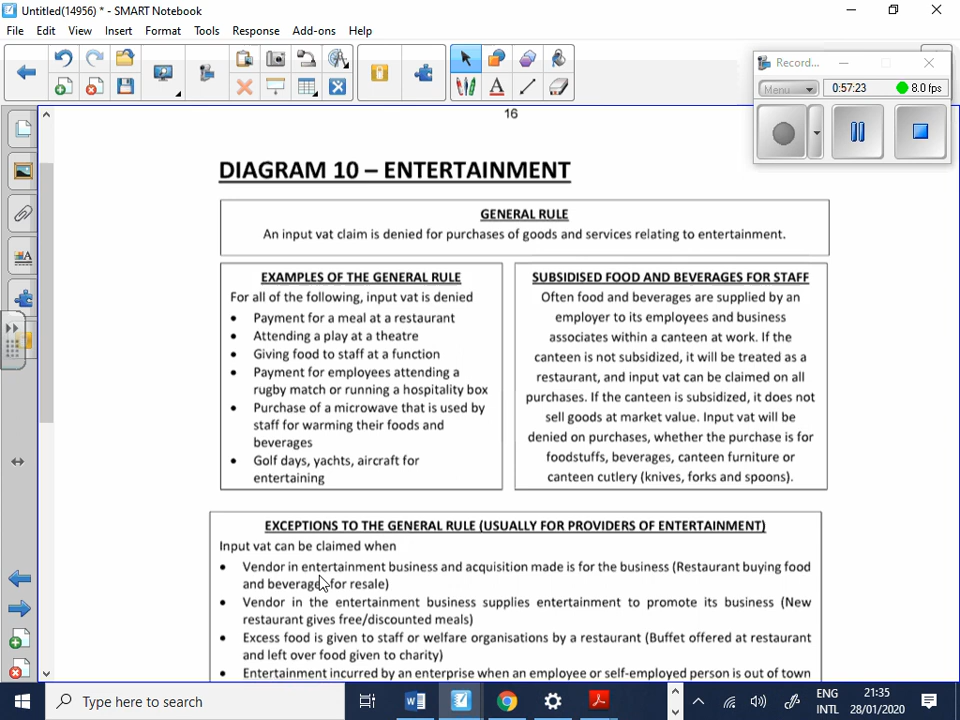 Untitled(14956) * - SMART Notebook
File Edit View Insert Format Tools Response Add-ons Help
Record...
Menu
0:57:23
8.0 fps
16
DIAGRAM 10 – ENTERTAINMENT
GENERAL RULE
An input vat claim is denied for purchases of goods and services relating to entertainment.
EXAMPLES OF THE GENERAL RULE
For all of the following, input vat is denied
• Payment for a meal at a restaurant
• Attending a play at a theatre
• Giving food to staff at a function
• Payment for employees attending a
rugby match or running a hospitality box
• Purchase of a microwave that is used by
staff for warming their foods and
beverages
• Golf days, yachts, aircraft for
entertaining
SUBSIDISED FOOD AND BEVERAGES FOR STAFF
Often food and beverages are supplied by an
employer to its employees and business
associates within a canteen at work. If the
canteen is not subsidized, it will be treated as a
restaurant, and input vat can be claimed on all
purchases. If the canteen is subsidized, it does not
sell goods at market value. Input vat will be
denied on purchases, whether the purchase is for
foodstuffs, beverages, canteen furniture or
canteen cutlery (knives, forks and spoons).
EXCEPTIONS TO THE GENERAL RULE (USUALLY FOR PROVIDERS OF ENTERTAINMENT)
Input vat can be claimed when
• Vendor in entertainment business and acquisition made is for the business (Restaurant buying food
and beverages for resale)
• Vendor in the entertainment business supplies entertainment to promote its business (New
restaurant gives free/discounted meals)
• Excess food is given to staff or welfare organisations by a restaurant (Buffet offered at restaurant
and left over food given to charity)
• Entertainment incurred by an enterprise when an employee or self-employed person is out of town
Type here to search
ENG
INTL
21:35
28/01/2020